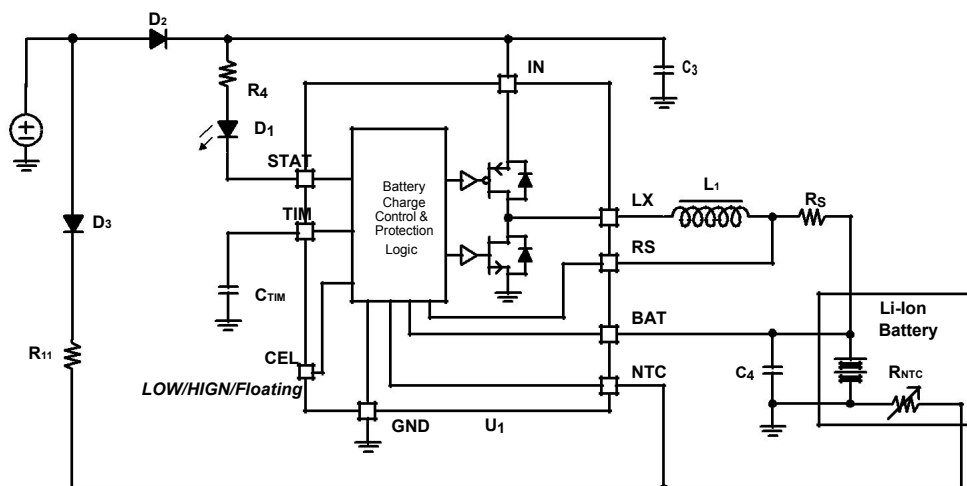 D2
IN
C3
R4
D1
STAT
Battery
Charge
Control &
Protection
Logic
L1
RS
LX
TIM
D3
RS
CTIM
Li-Ion
Battery
BAT
R11
CEL
C4
RNTC
NTC
LOW/HIGN/Floating
GND
U1